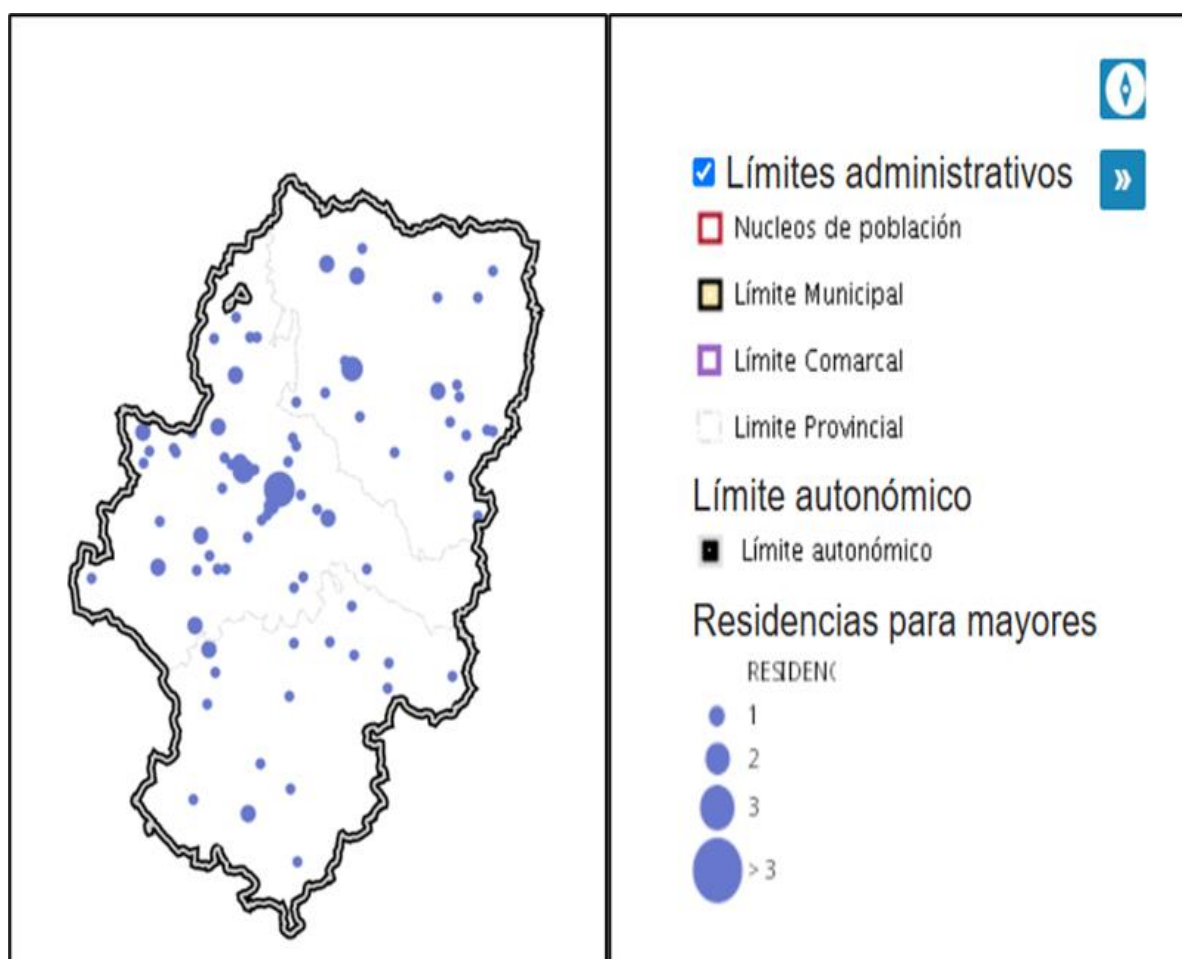 Límites administrativos
Nucleos de población
Límite Municipal
Límite Comarcal
Limite Provincial
Límite autonómico
Límite autonómico
Residencias para mayores
RESIDENC
1
2
3
> 3